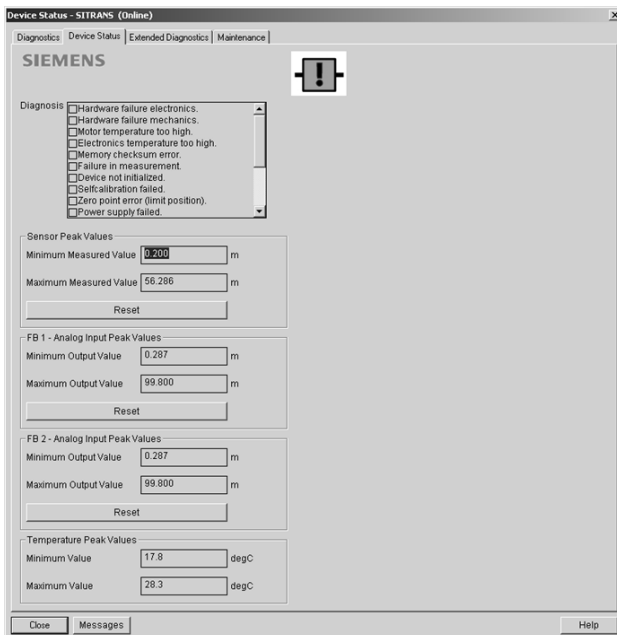 Device Status - SITRANS (Online)
x
Diagnostics Device Status Extended Diagnostics Maintenance
SIEMENS
!
Diagnosis
Hardware failure electronics.
Hardware failure mechanics.
Motor temperature too high.
Electronics temperature too high.
Memory checksum error.
Failure in measurement.
Device not initialized.
Selfcalibration failed.
Zero point error (limit position).
Power supply failed.
Sensor Peak Values
Minimum Measured Value 0.200 m
Maximum Measured Value 56.286 m
Reset
FB 1 - Analog Input Peak Values
Minimum Output Value 0.287 m
Maximum Output Value 99.800 m
Reset
FB 2 - Analog Input Peak Values
Minimum Output Value 0.287 m
Maximum Output Value 99.800 m
Reset
Temperature Peak Values
Minimum Value 17.8 degC
Maximum Value 28.3 degC
Close Messages Help